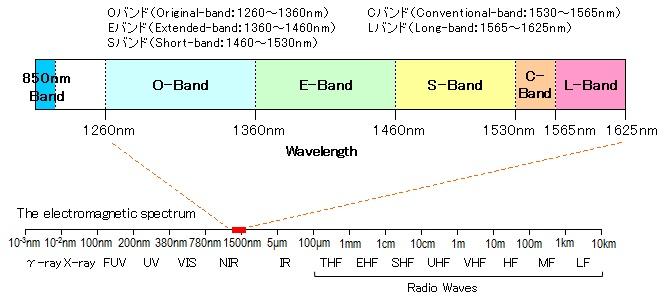 Oバンド(Original-band:1260～1360nm) Cバンド(Conventional-band:1530～1565nm)
Eバンド(Extended-band:1360～1460nm) Lバンド(Long-band:1565～1625nm)
Sバンド(Short-band:1460～1530nm)
850nm Band O-Band E-Band S-Band C-Band L-Band
1260nm 1360nm 1460nm 1530nm 1565nm 1625nm
Wavelength
The electromagnetic spectrum
10⁻³nm 10⁻²nm 100nm 200nm 380nm 780nm 1500nm 5μm 100μm 1mm 1cm 10cm 1m 10m 100m 1km 10km
γ-ray X-ray FUV UV VIS NIR IR THF EHF SHF UHF VHF HF MF LF
Radio Waves